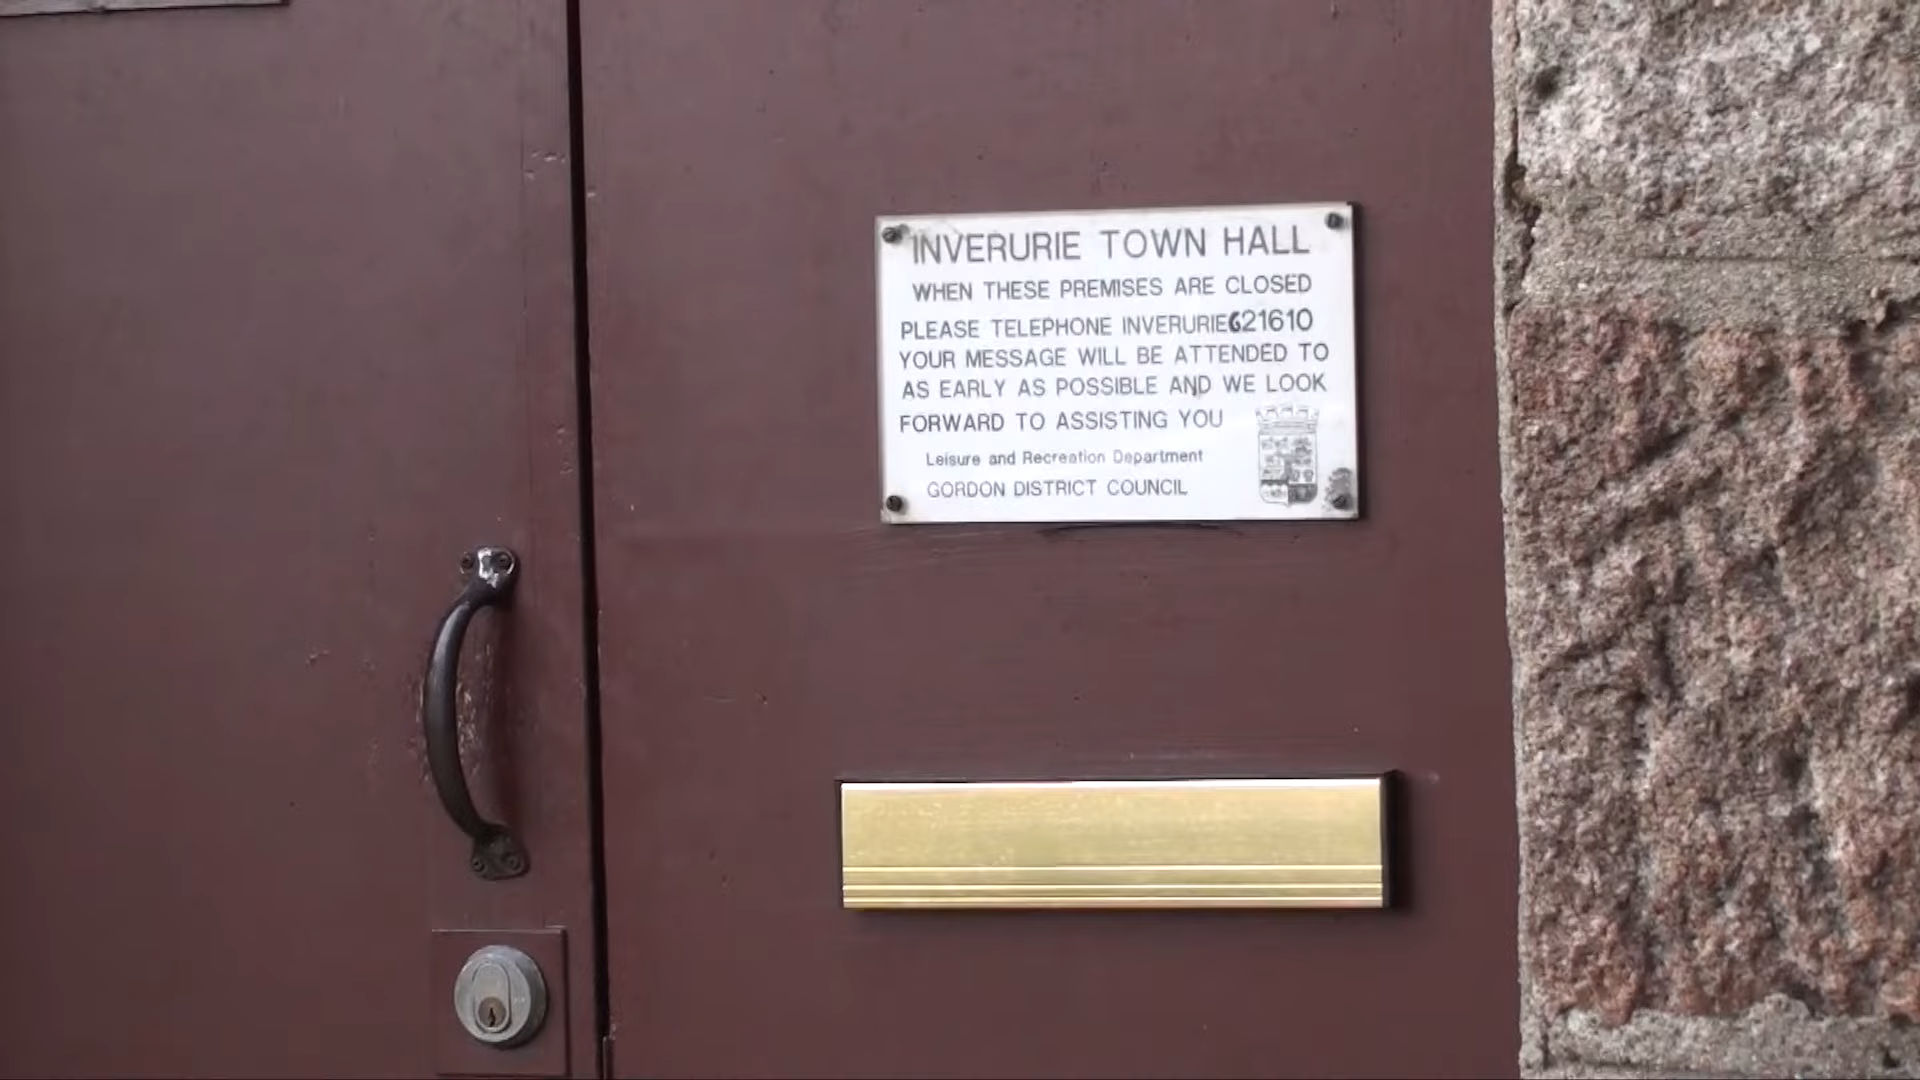 INVERURIE TOWN HALL
WHEN THESE PREMISES ARE CLOSED
PLEASE TELEPHONE INVERURIE 621610
YOUR MESSAGE WILL BE ATTENDED TO
AS EARLY AS POSSIBLE AND WE LOOK
FORWARD TO ASSISTING YOU
Leisure and Recreation Department
GORDON DISTRICT COUNCIL